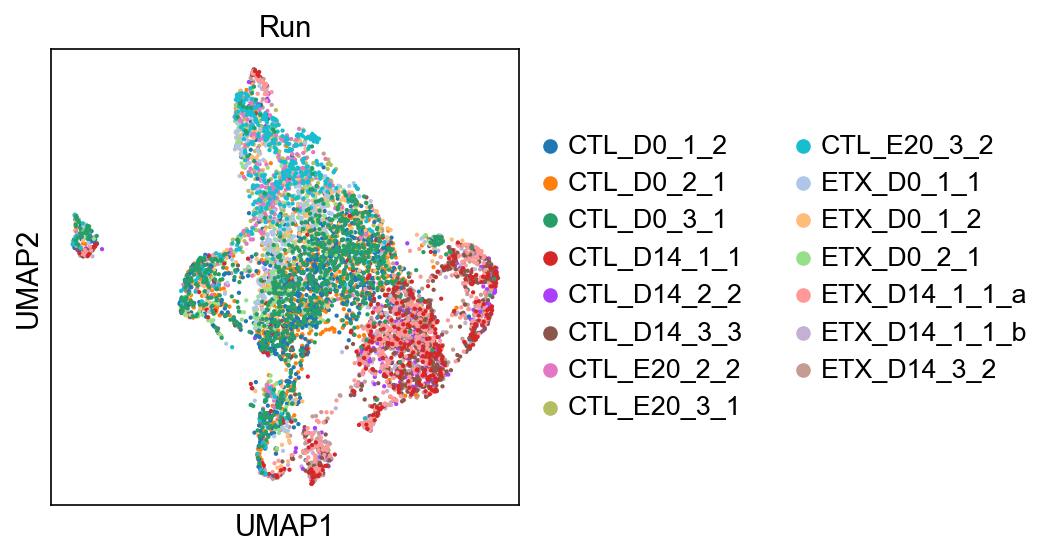 Run
UMAP2
UMAP1
CTL_D0_1_2
CTL_D0_2_1
CTL_D0_3_1
CTL_D14_1_1
CTL_D14_2_2
CTL_D14_3_3
CTL_E20_2_2
CTL_E20_3_1
CTL_E20_3_2
ETX_D0_1_1
ETX_D0_1_2
ETX_D0_2_1
ETX_D14_1_1_a
ETX_D14_1_1_b
ETX_D14_3_2